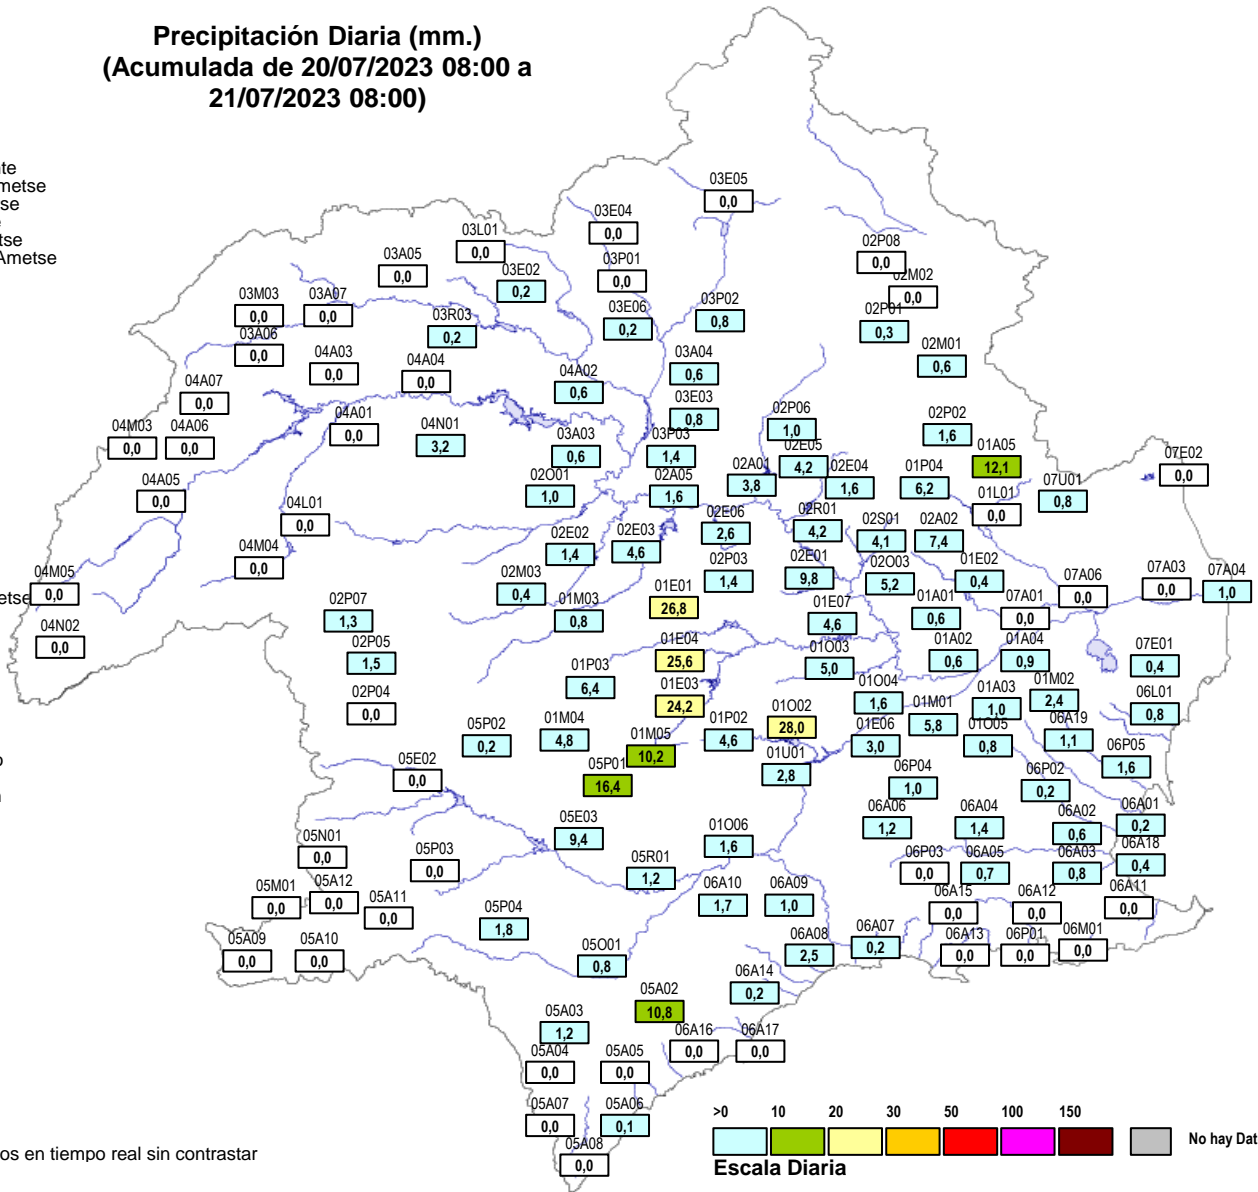 Precipitación Diaria (mm.)
(Acumulada de 20/07/2023 08:00 a
21/07/2023 08:00)
03E05
0,0
03E04
0,0
03L01
0,0
03P01
0,0
02P08
0,0
03A05
0,0
03E02
0,2
02M02
0,0
03M03
0,0
03A07
0,0
03R03
0,2
03E06
0,2
03P02
0,8
02P01
0,3
03A06
0,0
04A03
0,0
04A04
0,0
04A02
0,6
03A04
0,6
02M01
0,6
04A07
0,0
03E03
0,8
04M03
0,0
04A06
0,0
04A01
0,0
04N01
3,2
03A03
0,6
03P03
1,4
02P06
1,0
02P02
1,6
02E05
4,2
01A05
12,1
07E02
0,0
04A05
0,0
02O01
1,0
02A05
1,6
02A01
3,8
02E04
1,6
01P04
6,2
07U01
0,8
04L01
0,0
01L01
0,0
02E02
1,4
02E03
4,6
02E06
2,6
02R01
4,2
02S01
4,1
02A02
7,4
04M04
0,0
04M05
0,0
02M03
0,4
02P03
1,4
02E01
9,8
02O03
5,2
01E02
0,4
07A06
0,0
07A03
0,0
07A04
1,0
02P07
1,3
01M03
0,8
01E01
26,8
01E07
4,6
01A01
0,6
07A01
0,0
04N02
0,0
02P05
1,5
01E04
25,6
01O03
5,0
01A02
0,6
01A04
0,9
07E01
0,4
01P03
6,4
01E03
24,2
01O04
1,6
01A03
1,0
01M02
2,4
02P04
0,0
06L01
0,8
05P02
0,2
01M04
4,8
01M05
10,2
01P02
4,6
01O02
28,0
01E06
3,0
01M01
5,8
01O05
0,8
06A19
1,1
05E02
0,0
05P01
16,4
01U01
2,8
06P04
1,0
06P02
0,2
06P05
1,6
05E03
9,4
01O06
1,6
06A06
1,2
06A04
1,4
06A02
0,6
06A01
0,2
05N01
0,0
05P03
0,0
05R01
1,2
06P03
0,0
06A05
0,7
06A03
0,8
06A18
0,4
05M01
0,0
05A12
0,0
05A11
0,0
06A10
1,7
06A09
1,0
06A15
0,0
06A12
0,0
06A11
0,0
05P04
1,8
05A09
0,0
05A10
0,0
05O01
0,8
06A08
2,5
06A07
0,2
06A13
0,0
06P01
0,0
06M01
0,0
06A14
0,2
05A02
10,8
05A03
1,2
06A16
0,0
06A17
0,0
05A04
0,0
05A05
0,0
05A07
0,0
05A06
0,1
05A08
0,0
>0 10 20 30 50 100 150
No hay Dat
Escala Diaria
os en tiempo real sin contrastar